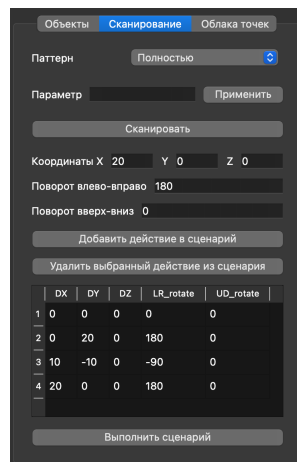 Объекты Сканирование Облака точек
Паттерн Полностью
Параметр Применить
Сканировать
Координаты X 20 Y 0 Z 0
Поворот влево-вправо 180
Поворот вверх-вниз 0
Добавить действие в сценарий
Удалить выбранный действие из сценария
DX DY DZ LR_rotate UD_rotate
1 0 0 0 0 0
2 0 20 0 180 0
3 10 -10 0 -90 0
4 20 0 0 180 0
Выполнить сценарий